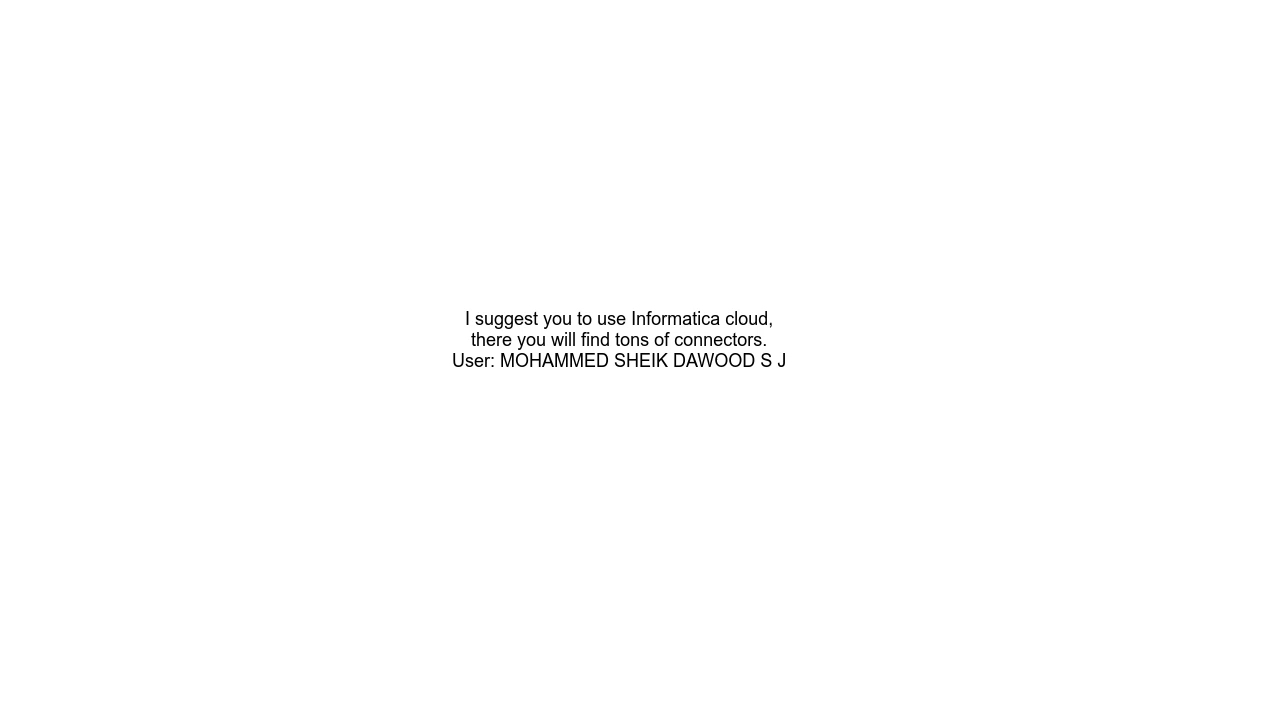 I suggest you to use Informatica cloud,
there you will find tons of connectors.
User: MOHAMMED SHEIK DAWOOD S J